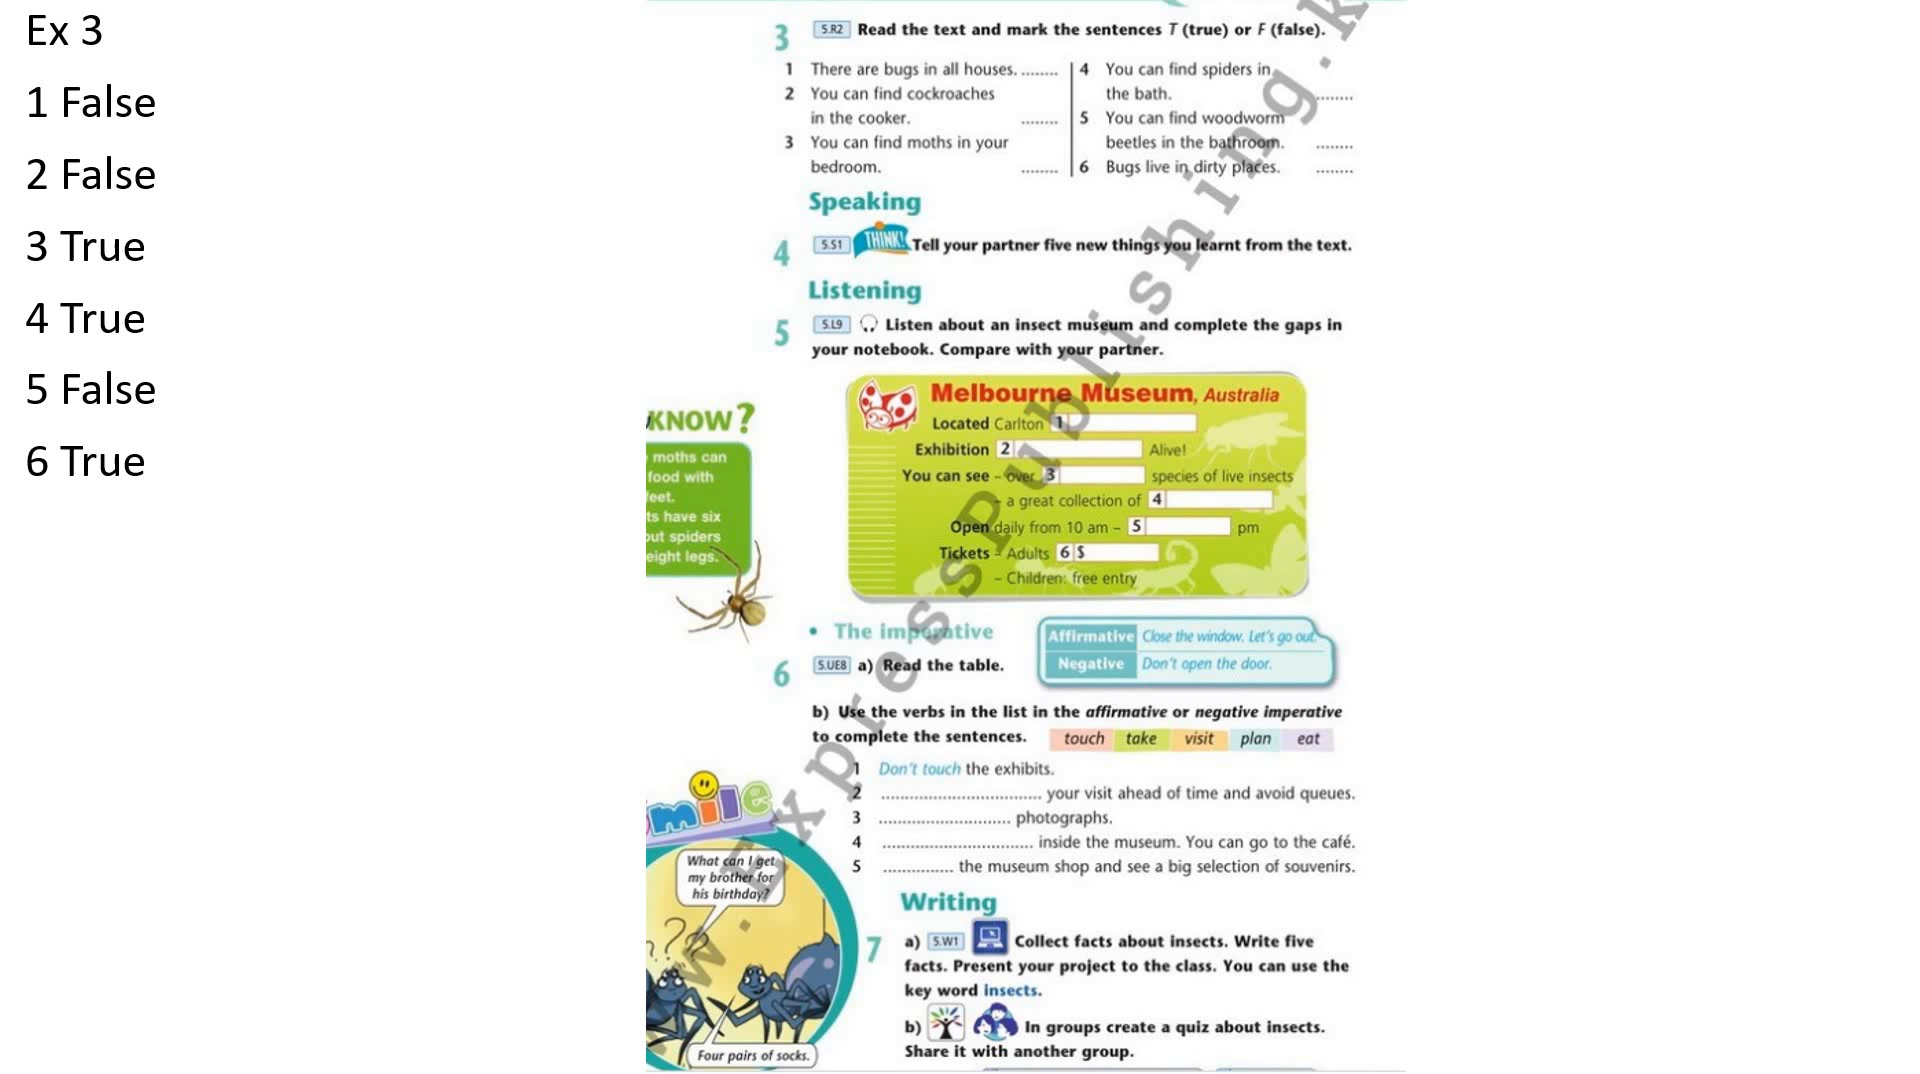 Ex 3
1 False
2 False
3 True
4 True
5 False
6 True
3 5.R2 Read the text and mark the sentences T (true) or F (false).
1 There are bugs in all houses. ........
2 You can find cockroaches
in the cooker. ........
3 You can find moths in your
bedroom. ........
4 You can find spiders in
the bath. ........
5 You can find woodworm
beetles in the bathroom. ........
6 Bugs live in dirty places. ........
Speaking
4 5.S1 THINK! Tell your partner five new things you learnt from the text.
Listening
5 5.L9 Listen about an insect museum and complete the gaps in
your notebook. Compare with your partner.
Melbourne Museum, Australia
Located Carlton 1
Exhibition 2 Alive!
You can see – over 3 species of live insects
– a great collection of 4
Open daily from 10 am – 5 pm
Tickets – Adults 6 $
– Children: free entry
KNOW?
moths can
food with
feet.
ts have six
but spiders
eight legs.
• The imperative
6 5.UE8 a) Read the table.
Affirmative Close the window. Let's go out.
Negative Don't open the door.
b) Use the verbs in the list in the affirmative or negative imperative
to complete the sentences. touch take visit plan eat
1 Don't touch the exhibits.
2 ................................ your visit ahead of time and avoid queues.
3 .......................... photographs.
4 .............................. inside the museum. You can go to the café.
5 .............. the museum shop and see a big selection of souvenirs.
mile
What can I get
my brother for
his birthday?
???
Four pairs of socks.
Writing
7 a) 5.W1 Collect facts about insects. Write five
facts. Present your project to the class. You can use the
key word insects.
b) In groups create a quiz about insects.
Share it with another group.
w.ExpressPublishing.k